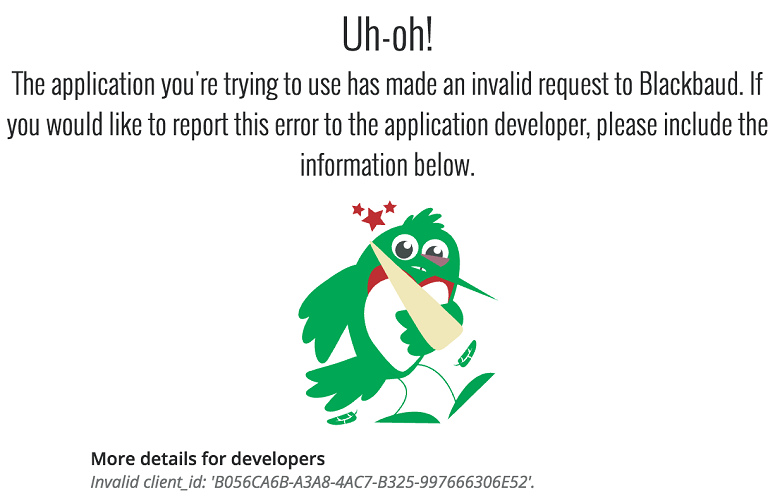 Uh-oh!
The application you're trying to use has made an invalid request to Blackbaud. If
you would like to report this error to the application developer, please include the
information below.
More details for developers
Invalid client_id: 'B056CA6B-A3A8-4AC7-B325-997666306E52'.